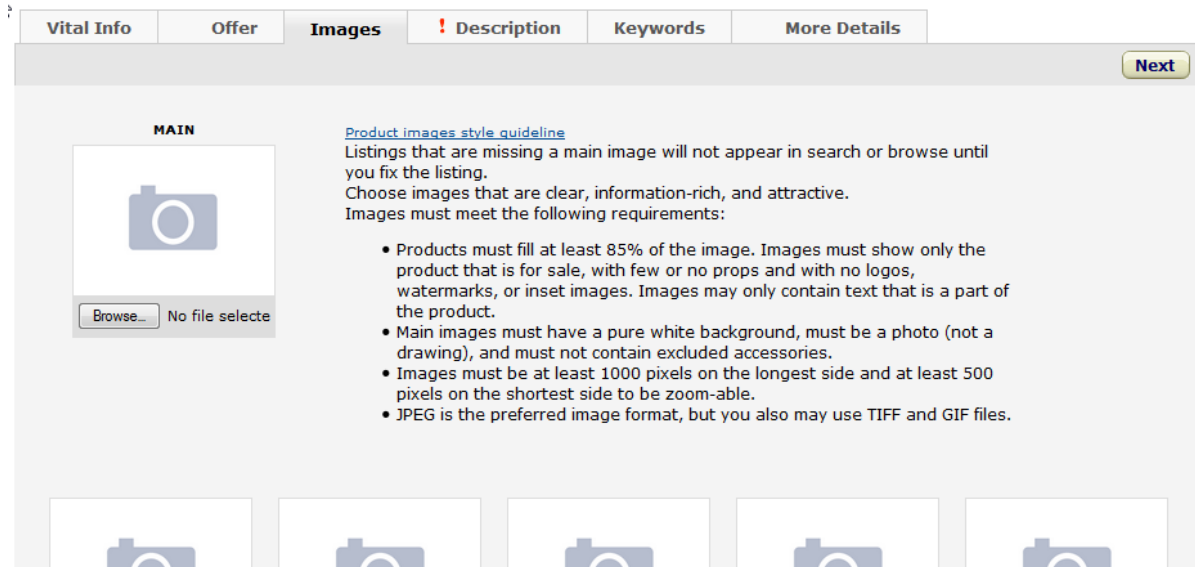 Vital Info Offer Images ! Description Keywords More Details
Next
MAIN
Browse... No file selecte
Product images style guideline
Listings that are missing a main image will not appear in search or browse until
you fix the listing.
Choose images that are clear, information-rich, and attractive.
Images must meet the following requirements:
• Products must fill at least 85% of the image. Images must show only the
product that is for sale, with few or no props and with no logos,
watermarks, or inset images. Images may only contain text that is a part of
the product.
• Main images must have a pure white background, must be a photo (not a
drawing), and must not contain excluded accessories.
• Images must be at least 1000 pixels on the longest side and at least 500
pixels on the shortest side to be zoom-able.
• JPEG is the preferred image format, but you also may use TIFF and GIF files.